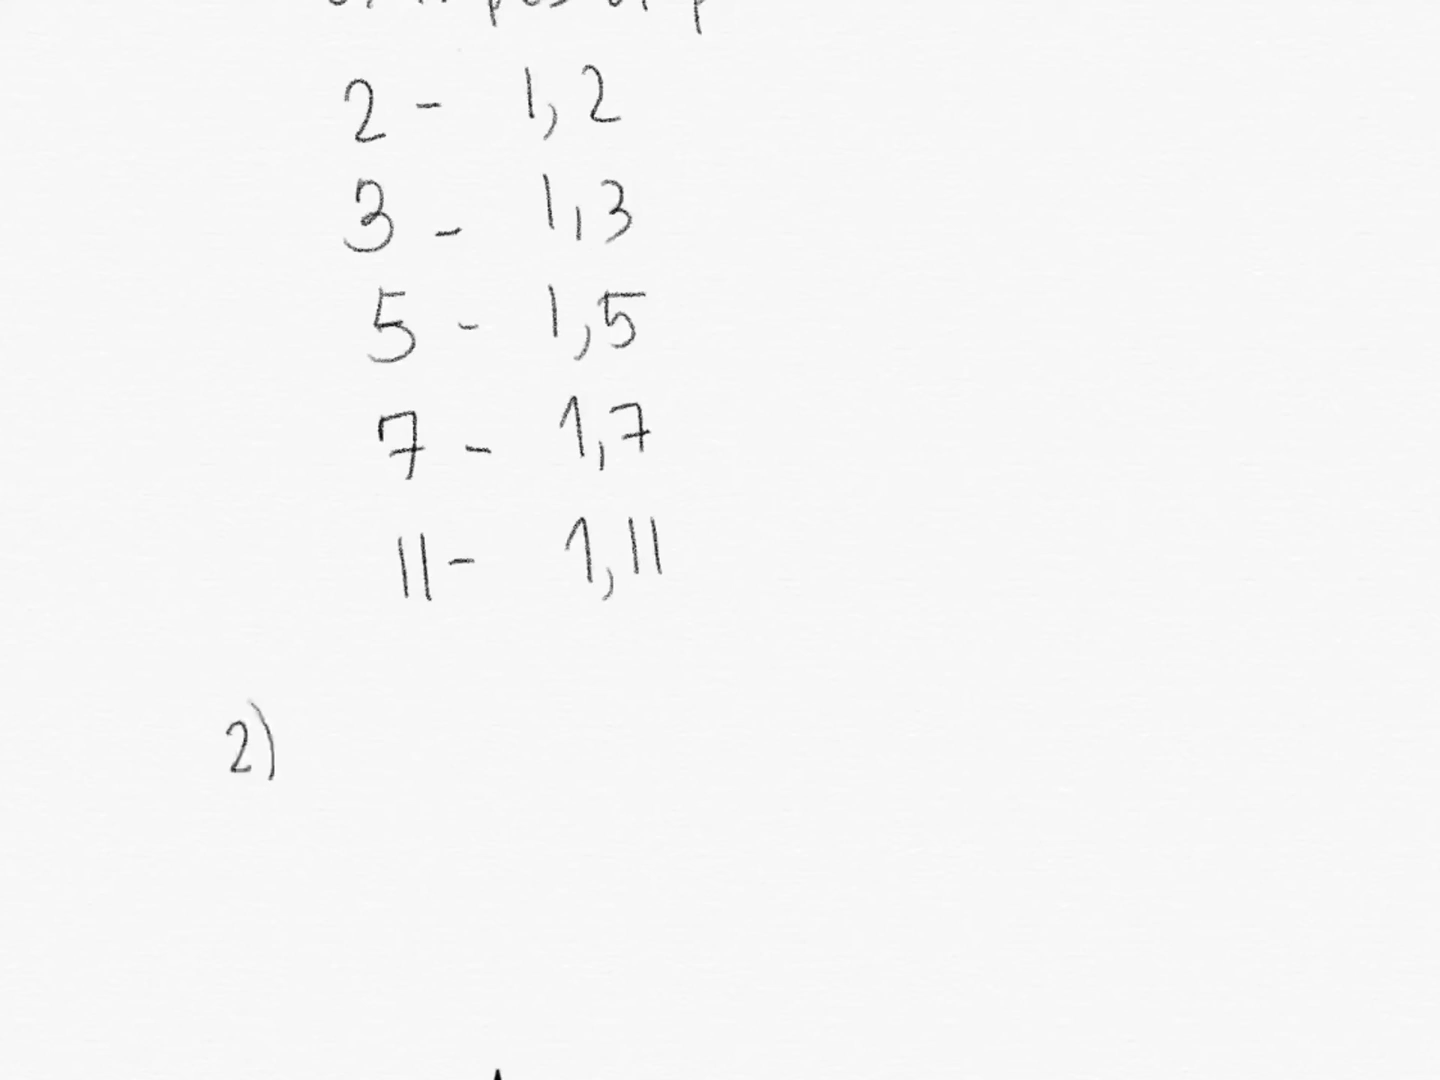 2 - 1, 2
3 - 1,3
5 - 1,5
7 - 1,7
11 - 1,11
2)